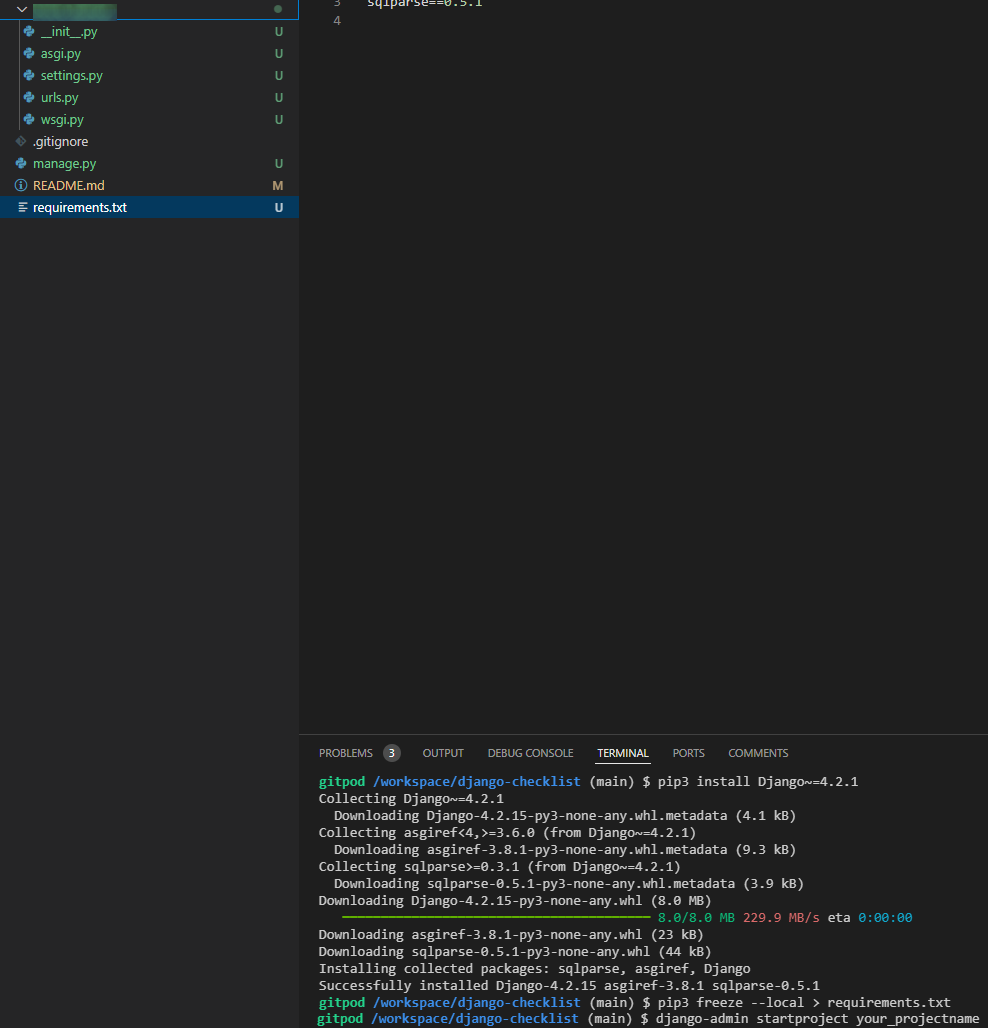 __init__.py U
asgi.py U
settings.py U
urls.py U
wsgi.py U
.gitignore
manage.py U
README.md M
requirements.txt U
3 sqlparse==0.5.1
4
PROBLEMS 3 OUTPUT DEBUG CONSOLE TERMINAL PORTS COMMENTS
gitpod /workspace/django-checklist (main) $ pip3 install Django~=4.2.1
Collecting Django~=4.2.1
Downloading Django-4.2.15-py3-none-any.whl.metadata (4.1 kB)
Collecting asgiref<4,>=3.6.0 (from Django~=4.2.1)
Downloading asgiref-3.8.1-py3-none-any.whl.metadata (9.3 kB)
Collecting sqlparse>=0.3.1 (from Django~=4.2.1)
Downloading sqlparse-0.5.1-py3-none-any.whl.metadata (3.9 kB)
Downloading Django-4.2.15-py3-none-any.whl (8.0 MB)
8.0/8.0 MB 229.9 MB/s eta 0:00:00
Downloading asgiref-3.8.1-py3-none-any.whl (23 kB)
Downloading sqlparse-0.5.1-py3-none-any.whl (44 kB)
Installing collected packages: sqlparse, asgiref, Django
Successfully installed Django-4.2.15 asgiref-3.8.1 sqlparse-0.5.1
gitpod /workspace/django-checklist (main) $ pip3 freeze --local > requirements.txt
gitpod /workspace/django-checklist (main) $ django-admin startproject your_projectname